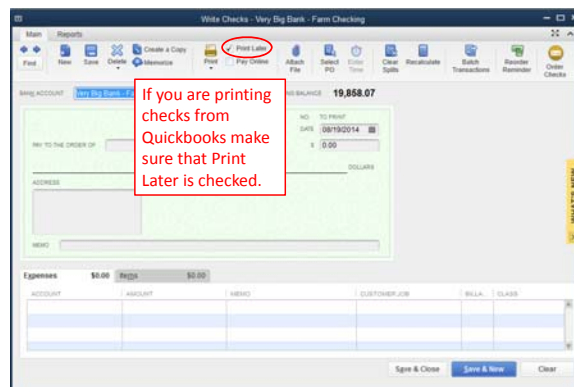 Write Checks - Very Big Bank - Farm Checking
Main Reports
Find New Save Delete Create a Copy Memorize Print Print Later Pay Online Attach File Select PO Enter Time Clear Splits Recalculate Batch Transactions Reorder Reminder Order Checks
BANK ACCOUNT Very Big Bank - F BALANCE 19,858.07
If you are printing
checks from
Quickbooks make
sure that Print
Later is checked.
NO. TO PRINT
DATE 08/19/2014
PAY TO THE ORDER OF $ 0.00
DOLLARS
ADDRESS
MEMO
WHAT'S NEW
Expenses $0.00 Items $0.00
ACCOUNT AMOUNT MEMO CUSTOMER:JOB BILLA... CLASS
Save & Close Save & New Clear